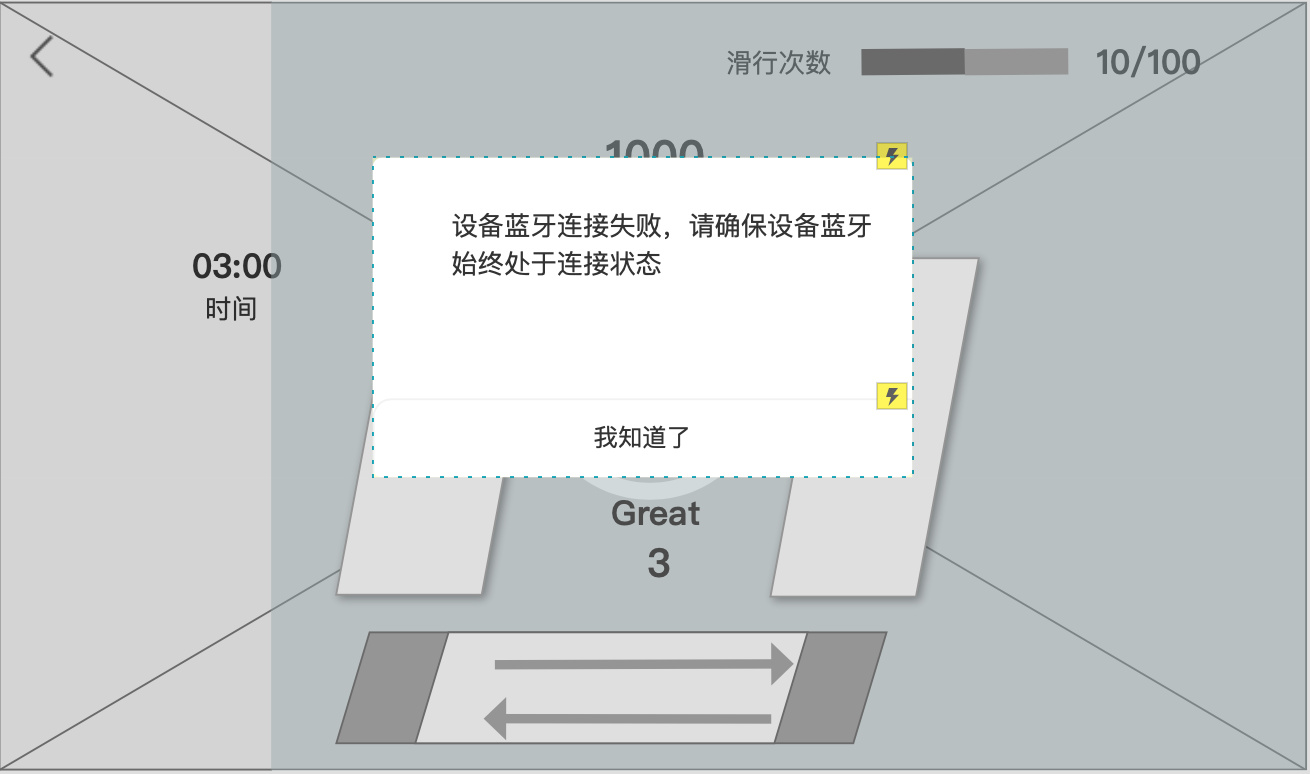 滑行次数 10/100
1000
设备蓝牙连接失败，请确保设备蓝牙
始终处于连接状态
03:00
时间
我知道了
Great
3